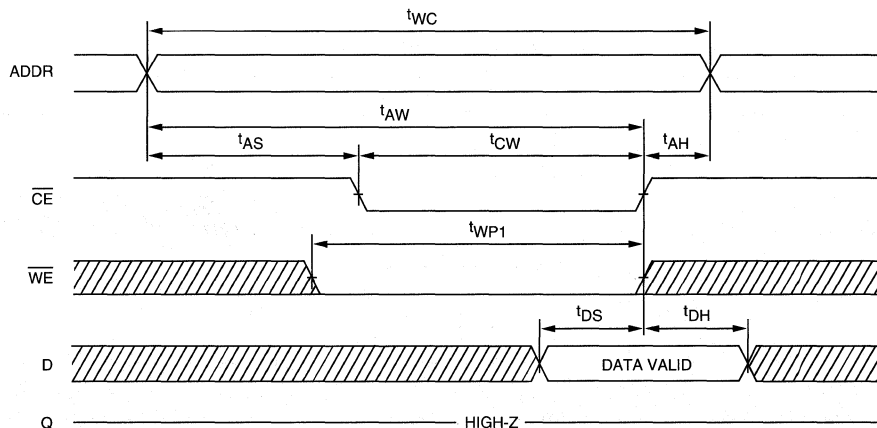 tWC
ADDR
tAW
tAS tCW tAH
CE
tWP1
WE
tDS tDH
D DATA VALID
Q HIGH-Z